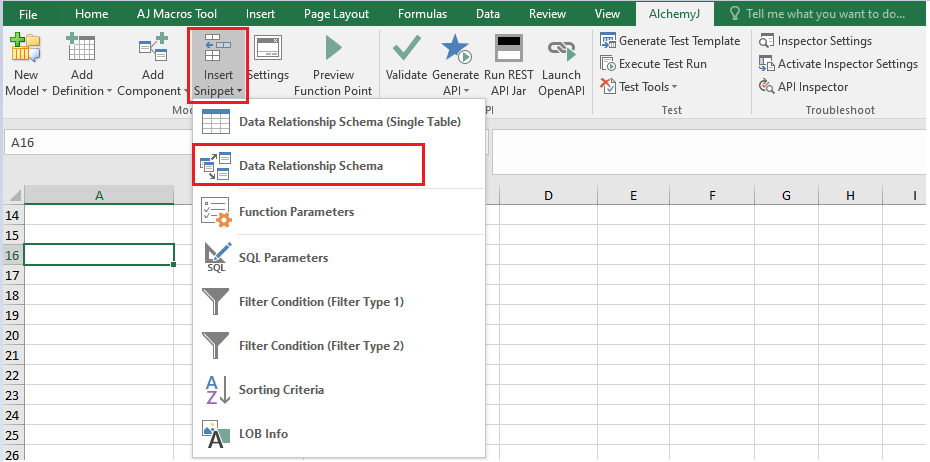 File Home AJ Macros Tool Insert Page Layout Formulas Data Review View AlchemyJ Tell me what you want to do...
New Model
Add Definition
Add Component
Insert Snippet
Settings
Preview Function Point
Validate
Generate API
Run REST API Jar
Launch OpenAPI
Generate Test Template
Execute Test Run
Test Tools
Inspector Settings
Activate Inspector Settings
API Inspector
Mod
PI
Test
Troubleshoot
A16
Data Relationship Schema (Single Table)
Data Relationship Schema
Function Parameters
SQL
SQL Parameters
Filter Condition (Filter Type 1)
Filter Condition (Filter Type 2)
A
Z
Sorting Criteria
A
LOB Info
A D E F G H I
14
15
16
17
18
19
20
21
22
23
24
25
26